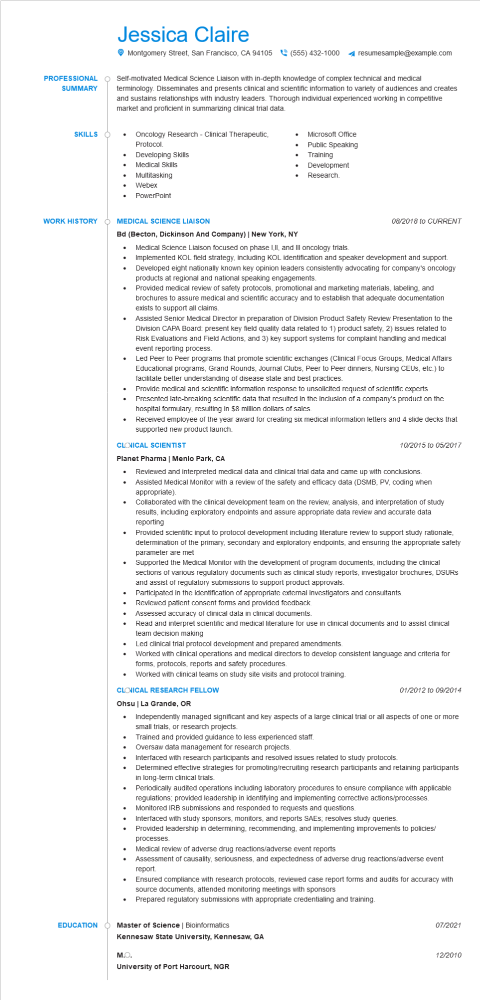 Jessica Claire
Montgomery Street, San Francisco, CA 94105 (555) 432-1000 resumesample@example.com
PROFESSIONAL SUMMARY
Self-motivated Medical Science Liaison with in-depth knowledge of complex technical and medical
terminology. Disseminates and presents clinical and scientific information to variety of audiences and creates
and sustains relationships with industry leaders. Thorough individual experienced working in competitive
market and proficient in summarizing clinical trial data.
SKILLS
• Oncology Research - Clinical Therapeutic,
Protocol.
• Developing Skills
• Medical Skills
• Multitasking
• Webex
• PowerPoint
• Microsoft Office
• Public Speaking
• Training
• Development
• Research.
WORK HISTORY
MEDICAL SCIENCE LIAISON 08/2018 to CURRENT
Bd (Becton, Dickinson And Company) | New York, NY
• Medical Science Liaison focused on phase I,II, and III oncology trials.
• Implemented KOL field strategy, including KOL identification and speaker development and support.
• Developed eight nationally known key opinion leaders consistently advocating for company's oncology
products at regional and national speaking engagements.
• Provided medical review of safety protocols, promotional and marketing materials, labeling, and
brochures to assure medical and scientific accuracy and to establish that adequate documentation
exists to support all claims.
• Assisted Senior Medical Director in preparation of Division Product Safety Review Presentation to the
Division CAPA Board: present key field quality data related to 1) product safety, 2) issues related to
Risk Evaluations and Field Actions, and 3) key support systems for complaint handling and medical
event reporting process.
• Led Peer to Peer programs that promote scientific exchanges (Clinical Focus Groups, Medical Affairs
Educational programs, Grand Rounds, Journal Clubs, Peer to Peer dinners, Nursing CEUs, etc.) to
facilitate better understanding of disease state and best practices.
• Provide medical and scientific information response to unsolicited request of scientific experts
• Presented late-breaking scientific data that resulted in the inclusion of a company's product on the
hospital formulary, resulting in $8 million dollars of sales.
• Received employee of the year award for creating six medical information letters and 4 slide decks that
supported new product launch.
CLINICAL SCIENTIST 10/2015 to 05/2017
Planet Pharma | Menlo Park, CA
• Reviewed and interpreted medical data and clinical trial data and came up with conclusions.
• Assisted Medical Monitor with a review of the safety and efficacy data (DSMB, PV, coding when
appropriate).
• Collaborated with the clinical development team on the review, analysis, and interpretation of study
results, including exploratory endpoints and assure appropriate data review and accurate data
reporting
• Provided scientific input to protocol development including literature review to support study rationale,
determination of the primary, secondary and exploratory endpoints, and ensuring the appropriate safety
parameter are met
• Supported the Medical Monitor with the development of program documents, including the clinical
sections of various regulatory documents such as clinical study reports, investigator brochures, DSURs
and assist of regulatory submissions to support product approvals.
• Participated in the identification of appropriate external investigators and consultants.
• Reviewed patient consent forms and provided feedback.
• Assessed accuracy of clinical data in clinical documents.
• Read and interpret scientific and medical literature for use in clinical documents and to assist clinical
team decision making
• Led clinical trial protocol development and prepared amendments.
• Worked with clinical operations and medical directors to develop consistent language and criteria for
forms, protocols, reports and safety procedures.
• Worked with clinical teams on study site visits and protocol training.
CLINICAL RESEARCH FELLOW 01/2012 to 09/2014
Ohsu | La Grande, OR
• Independently managed significant and key aspects of a large clinical trial or all aspects of one or more
small trials, or research projects.
• Trained and provided guidance to less experienced staff.
• Oversaw data management for research projects.
• Interfaced with research participants and resolved issues related to study protocols.
• Determined effective strategies for promoting/recruiting research participants and retaining participants
in long-term clinical trials.
• Periodically audited operations including laboratory procedures to ensure compliance with applicable
regulations; provided leadership in identifying and implementing corrective actions/processes.
• Monitored IRB submissions and responded to requests and questions.
• Interfaced with study sponsors, monitors, and reports SAEs; resolves study queries.
• Provided leadership in determining, recommending, and implementing improvements to policies/
processes.
• Medical review of adverse drug reactions/adverse event reports
• Assessment of causality, seriousness, and expectedness of adverse drug reactions/adverse event
report.
• Ensured compliance with research protocols, reviewed case report forms and audits for accuracy with
source documents, attended monitoring meetings with sponsors
• Prepared regulatory submissions with appropriate credentialing and training.
EDUCATION
Master of Science | Bioinformatics 07/2021
Kennesaw State University, Kennesaw, GA
12/2010
University of Port Harcourt, NGR